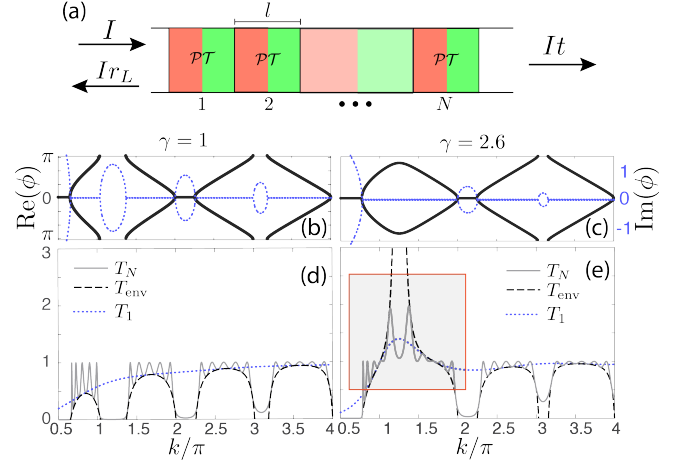 (a)
l
I
Ir_L
𝒫𝒯
𝒫𝒯
𝒫𝒯
It
1
2
•••
N
γ = 1
γ = 2.6
π
0
π
Re(ϕ)
(b)
(c)
1
0
-1
Im(ϕ)
3
2
1
0
T_N
T_env
T_1
(d)
T_N
T_env
T_1
(e)
0.5 1 1.5 2 2.5 3 3.5 4
0.5 1 1.5 2 2.5 3 3.5 4
k/π
k/π